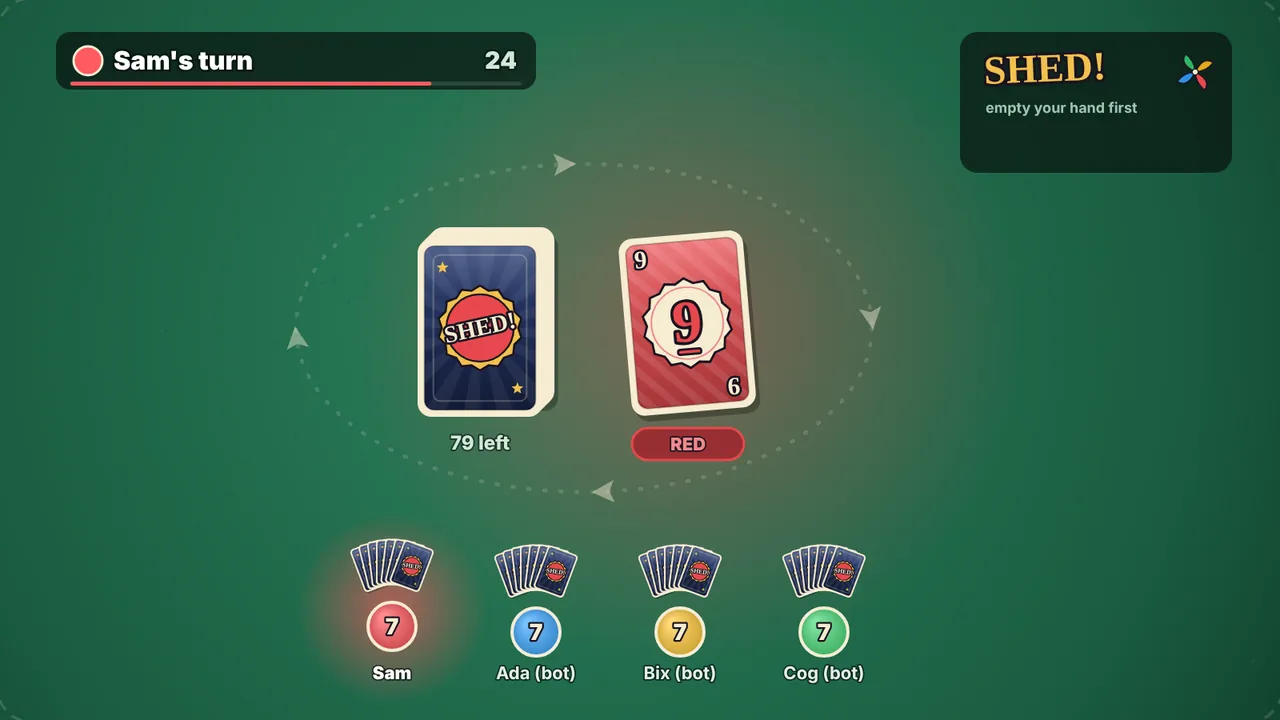 Sam's turn
24
SHED!
empty your hand first
SHED!
9
9
9
79 left
RED
SHED!
SHED!
SHED!
SHED!
7
7
7
7
Sam
Ada (bot)
Bix (bot)
Cog (bot)